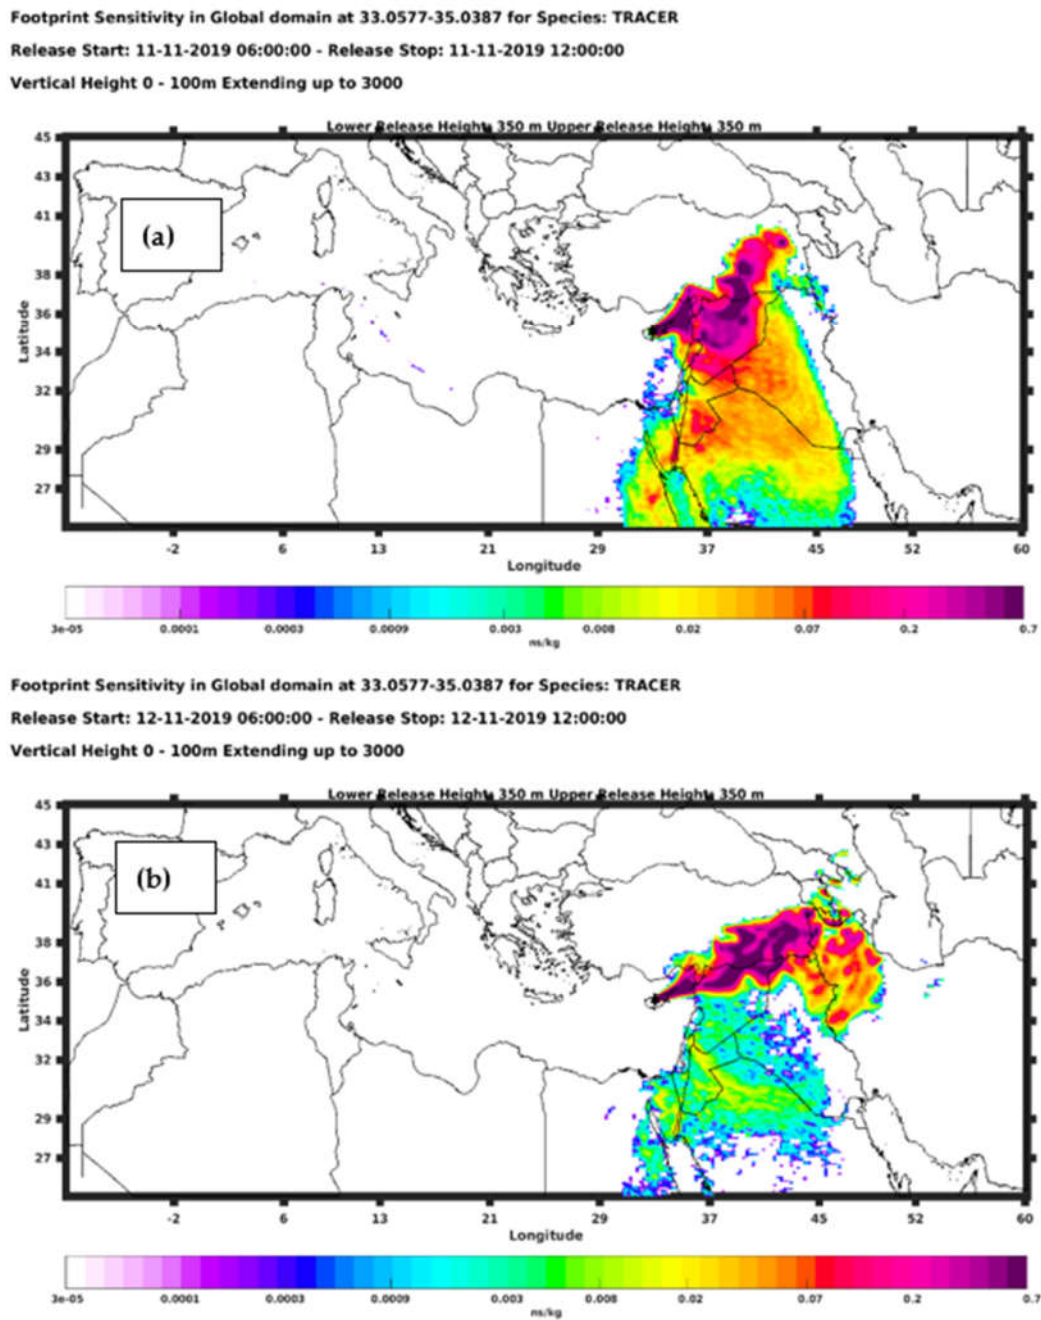 Footprint Sensitivity in Global domain at 33.0577-35.0387 for Species: TRACER
Release Start: 11-11-2019 06:00:00 - Release Stop: 11-11-2019 12:00:00
Vertical Height 0 - 100m Extending up to 3000
Lower Release Height: 350 m Upper Release Height: 350 m
(a)
45
43
41
38
36
34
32
29
27
Latitude
-2 6 13 21 29 37 45 52 60
Longitude
3e-05 0.0001 0.0003 0.0009 0.003 0.008 0.02 0.07 0.2 0.7
ns/kg
Footprint Sensitivity in Global domain at 33.0577-35.0387 for Species: TRACER
Release Start: 12-11-2019 06:00:00 - Release Stop: 12-11-2019 12:00:00
Vertical Height 0 - 100m Extending up to 3000
Lower Release Height: 350 m Upper Release Height: 350 m
(b)
45
43
41
38
36
34
32
29
27
Latitude
-2 6 13 21 29 37 45 52 60
Longitude
3e-05 0.0001 0.0003 0.0009 0.003 0.008 0.02 0.07 0.2 0.7
ns/kg